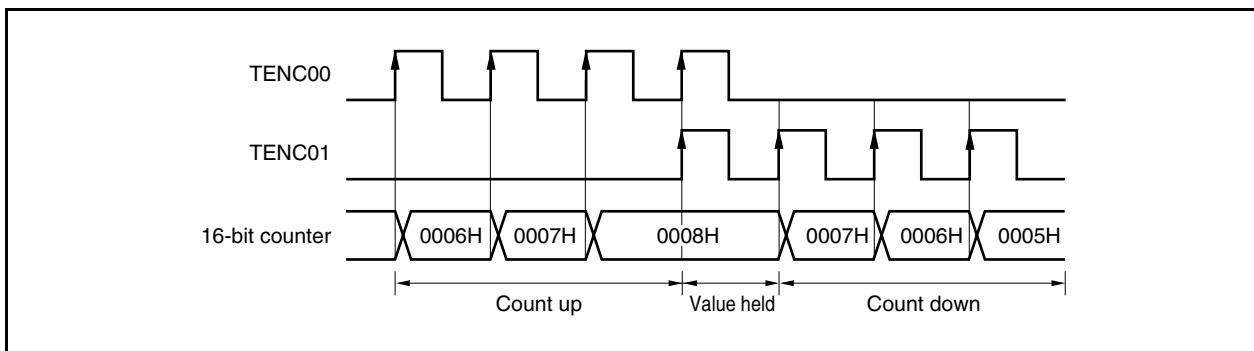 TENC00
TENC01
16-bit counter 0006H 0007H 0008H 0007H 0006H 0005H
Count up Value held Count down